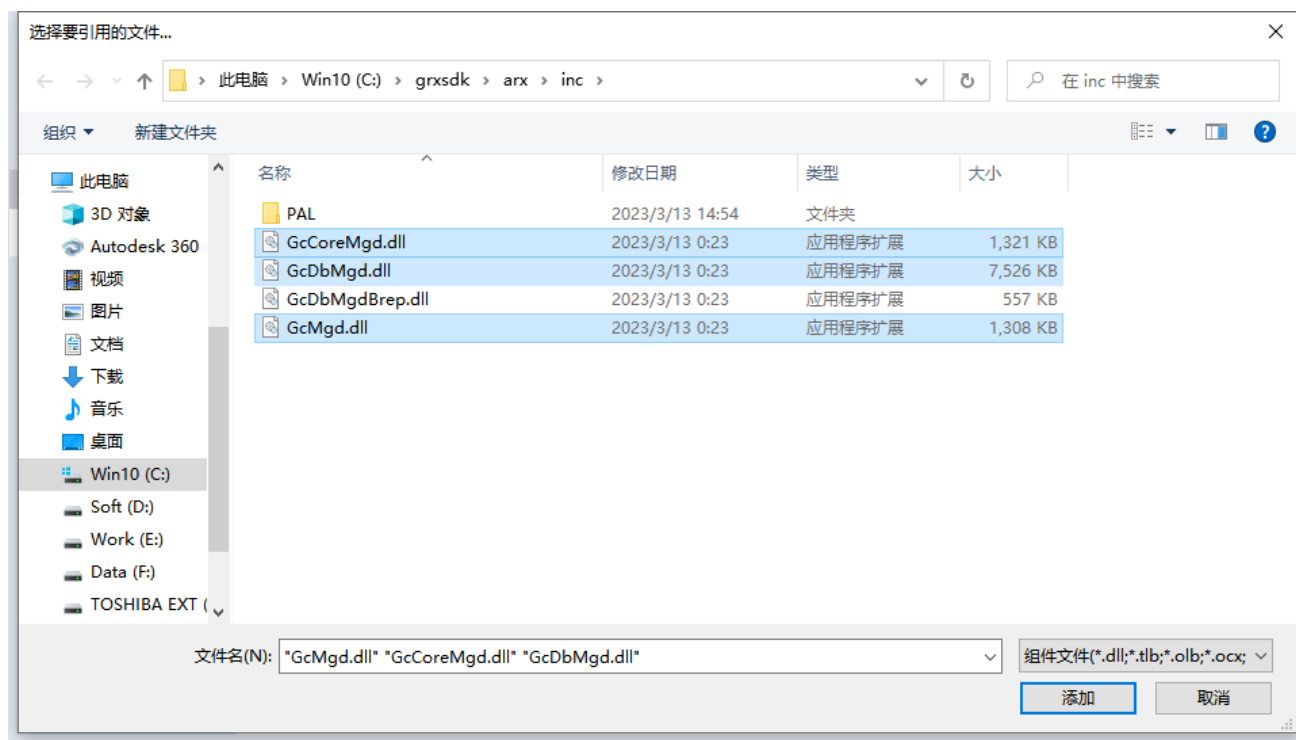 选择要引用的文件...
此电脑 › Win10 (C:) › grxsdk › arx › inc ›
在 inc 中搜索
组织 新建文件夹
名称 修改日期 类型 大小
此电脑
3D 对象
Autodesk 360
视频
图片
文档
下载
音乐
桌面
Win10 (C:)
Soft (D:)
Work (E:)
Data (F:)
TOSHIBA EXT (
PAL 2023/3/13 14:54 文件夹
GcCoreMgd.dll 2023/3/13 0:23 应用程序扩展 1,321 KB
GcDbMgd.dll 2023/3/13 0:23 应用程序扩展 7,526 KB
GcDbMgdBrep.dll 2023/3/13 0:23 应用程序扩展 557 KB
GcMgd.dll 2023/3/13 0:23 应用程序扩展 1,308 KB
文件名(N): "GcMgd.dll" "GcCoreMgd.dll" "GcDbMgd.dll"
组件文件(*.dll;*.tlb;*.olb;*.ocx;
添加 取消